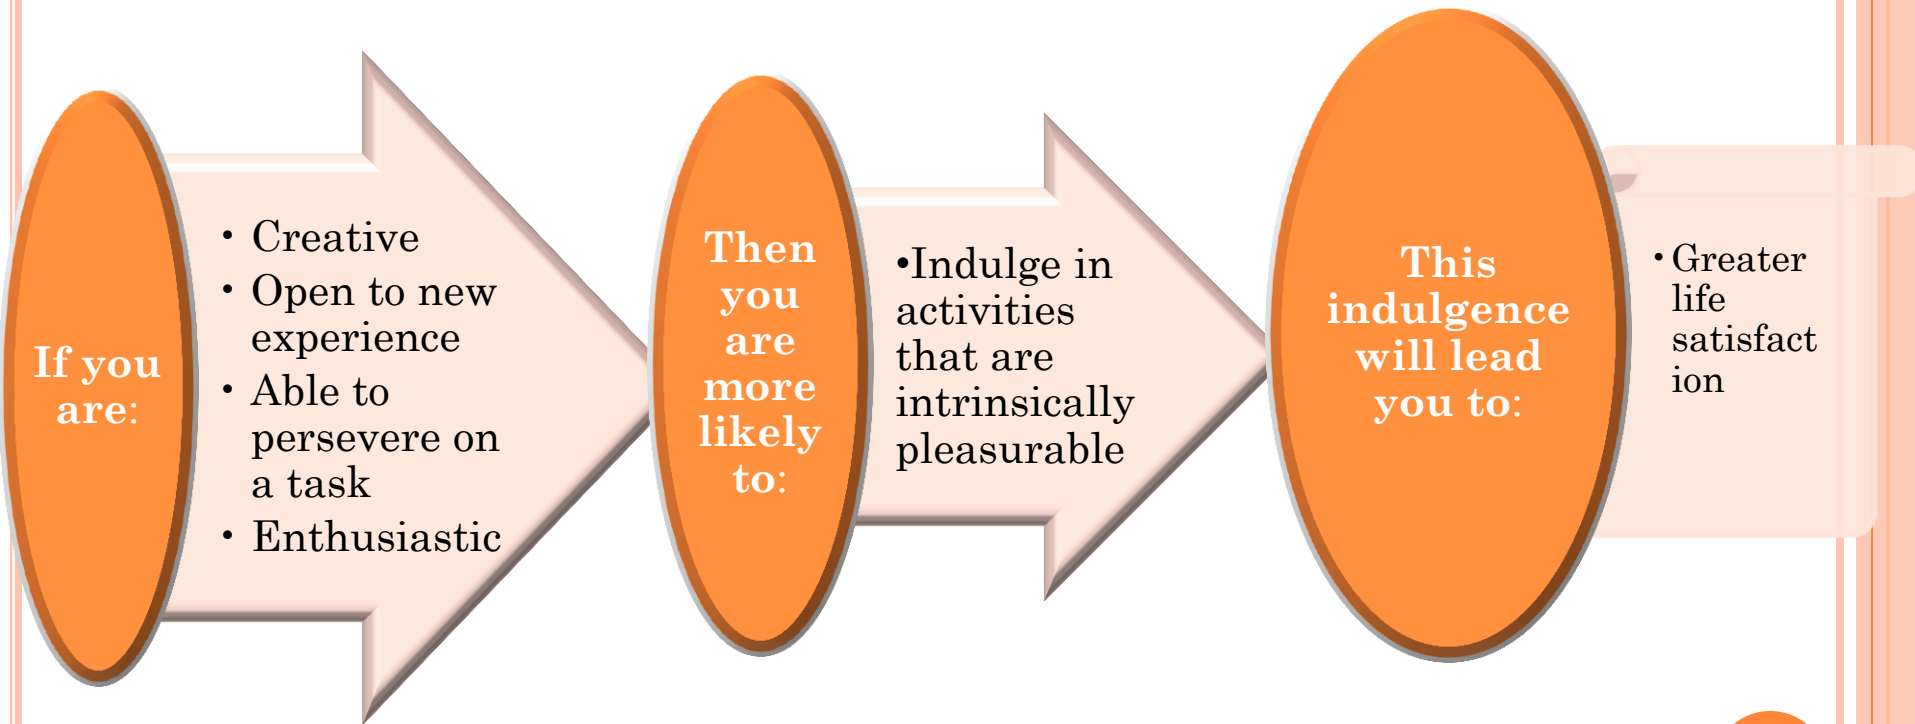 If you
are:
• Creative
• Open to new
experience
• Able to
persevere on
a task
• Enthusiastic
Then
you
are
more
likely
to:
•Indulge in
activities
that are
intrinsically
pleasurable
This
indulgence
will lead
you to:
• Greater
life
satisfact
ion